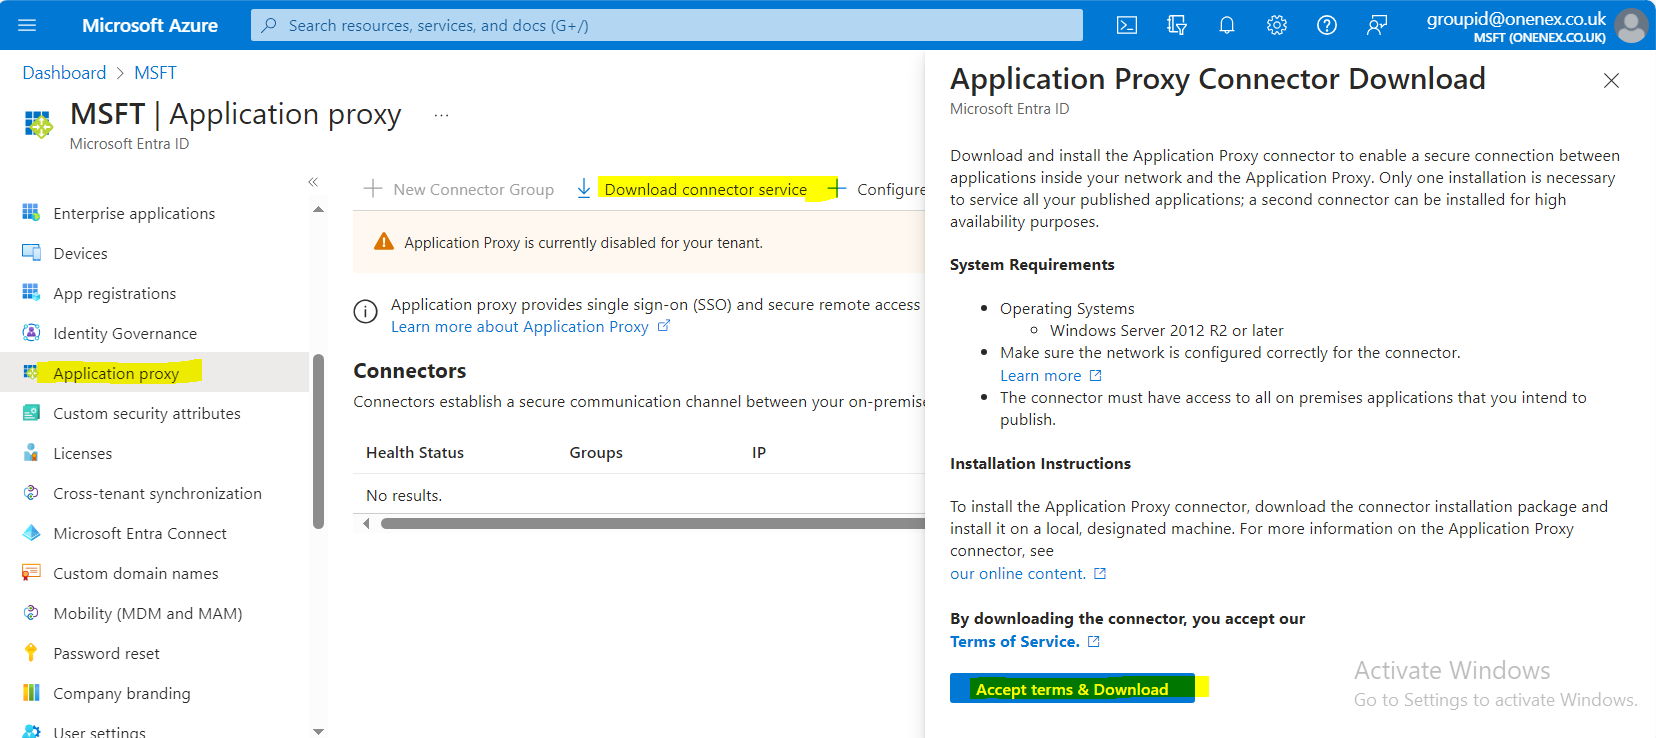 Microsoft Azure
Search resources, services, and docs (G+/)
groupid@onenex.co.uk
MSFT (ONENEX.CO.UK)
Dashboard > MSFT
MSFT | Application proxy ...
Microsoft Entra ID
«
Enterprise applications
Devices
App registrations
Identity Governance
Application proxy
Custom security attributes
Licenses
Cross-tenant synchronization
Microsoft Entra Connect
Custom domain names
Mobility (MDM and MAM)
Password reset
Company branding
User settings
New Connector Group
Download connector service
Configure
Application Proxy is currently disabled for your tenant.
Application proxy provides single sign-on (SSO) and secure remote access
Learn more about Application Proxy
Connectors
Connectors establish a secure communication channel between your on-premise
Health Status Groups IP
No results.
Application Proxy Connector Download
Microsoft Entra ID
Download and install the Application Proxy connector to enable a secure connection between
applications inside your network and the Application Proxy. Only one installation is necessary
to service all your published applications; a second connector can be installed for high
availability purposes.
System Requirements
• Operating Systems
◦ Windows Server 2012 R2 or later
• Make sure the network is configured correctly for the connector.
Learn more
• The connector must have access to all on premises applications that you intend to
publish.
Installation Instructions
To install the Application Proxy connector, download the connector installation package and
install it on a local, designated machine. For more information on the Application Proxy
connector, see
our online content.
By downloading the connector, you accept our
Terms of Service.
Accept terms & Download
Activate Windows
Go to Settings to activate Windows.